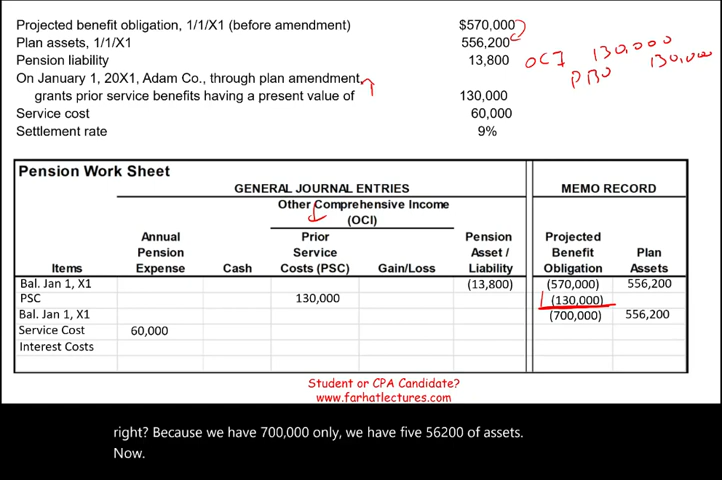 Projected benefit obligation, 1/1/X1 (before amendment) $570,000
Plan assets, 1/1/X1 556,200
Pension liability 13,800
OCI 130,000
PBO 130,000
On January 1, 20X1, Adam Co., through plan amendment,
grants prior service benefits having a present value of 130,000
Service cost 60,000
Settlement rate 9%
Pension Work Sheet
GENERAL JOURNAL ENTRIES MEMO RECORD
Other Comprehensive Income
(OCI)
Annual Prior Pension Projected
Pension Service Asset / Benefit Plan
Items Expense Cash Costs (PSC) Gain/Loss Liability Obligation Assets
Bal. Jan 1, X1 (13,800) (570,000) 556,200
PSC 130,000 (130,000)
Bal. Jan 1, X1 (700,000) 556,200
Service Cost 60,000
Interest Costs
Student or CPA Candidate?
www.farhatlectures.com
right? Because we have 700,000 only, we have five 56200 of assets.
Now.